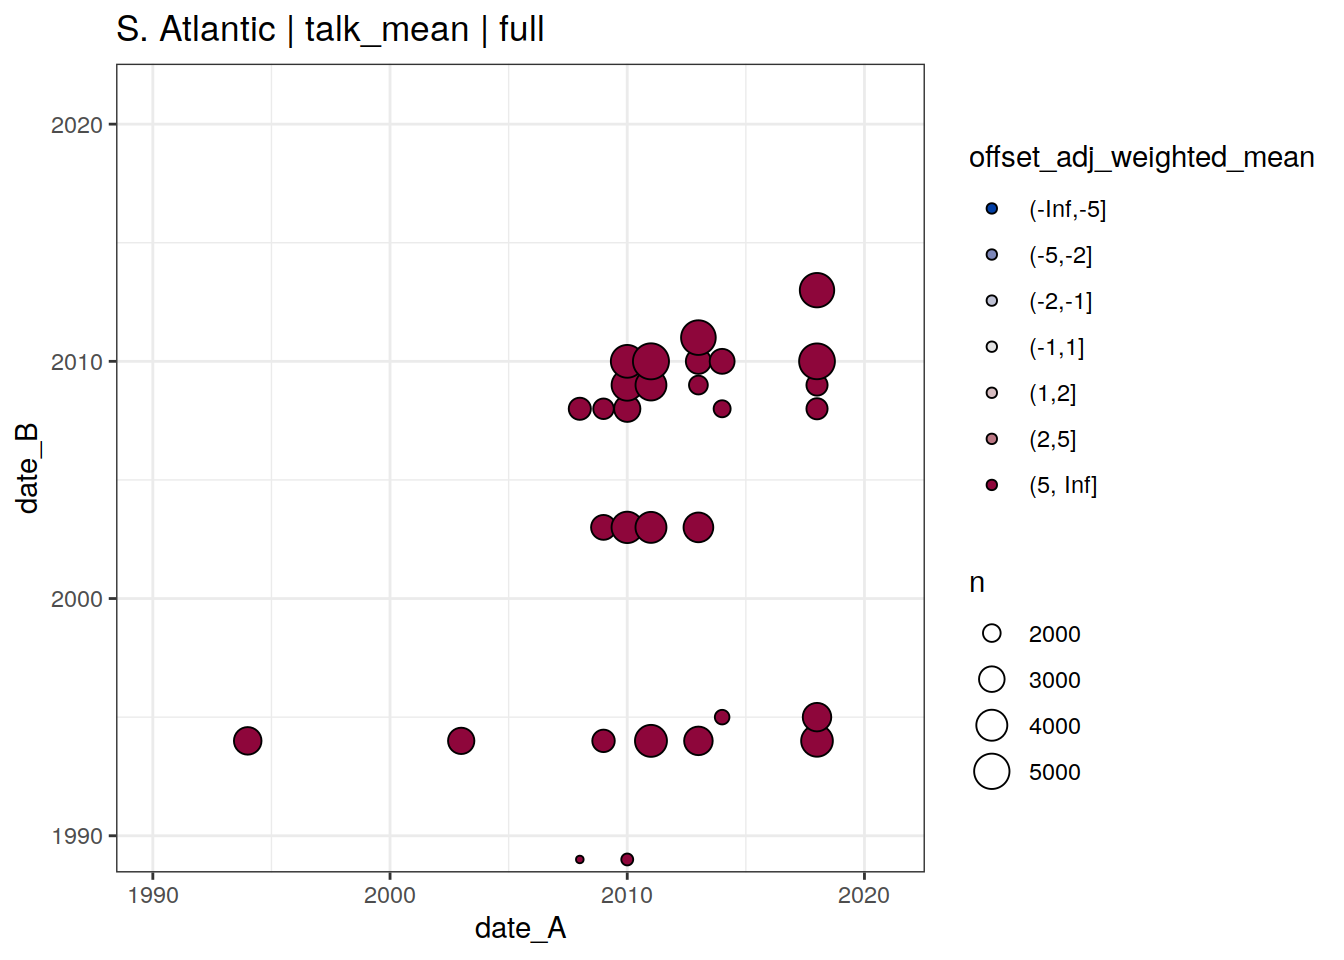 S. Atlantic | talk_mean | full
2020
2010
2000
1990
date_B
1990
2000
2010
2020
date_A
offset_adj_weighted_mean
(-Inf,-5]
(-5,-2]
(-2,-1]
(-1,1]
(1,2]
(2,5]
(5, Inf]
n
2000
3000
4000
5000